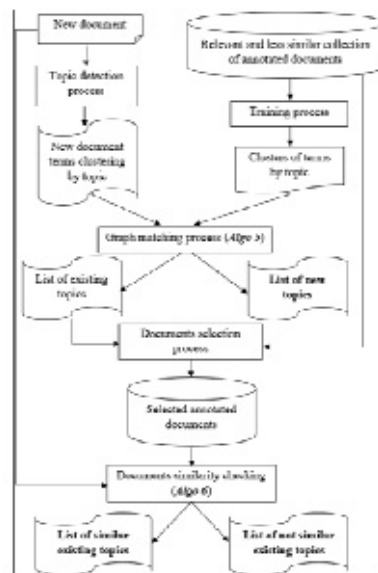 New document
Relevant and less similar collection
of annotated documents
Topic detection
process
Training process
New document
terms clustering
by topic
Clusters of terms
by topic
Graph matching process (Algo 5)
List of existing
topics
List of new
topics
Documents selection
process
Selected annotated
documents
Documents similarity checking
(Algo 6)
List of similar
existing topics
List of not similar
existing topics